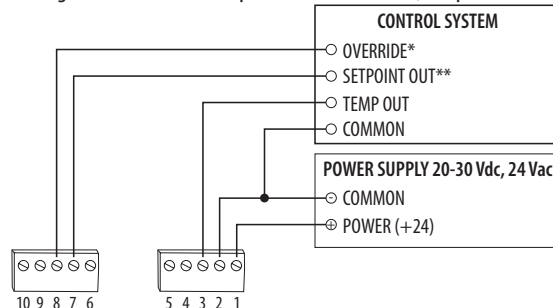 CONTROL SYSTEM
OVERRIDE*
SETPOINT OUT**
TEMP OUT
COMMON
POWER SUPPLY 20-30 Vdc, 24 Vac
COMMON
POWER (+24)
10 9 8 7 6
5 4 3 2 1